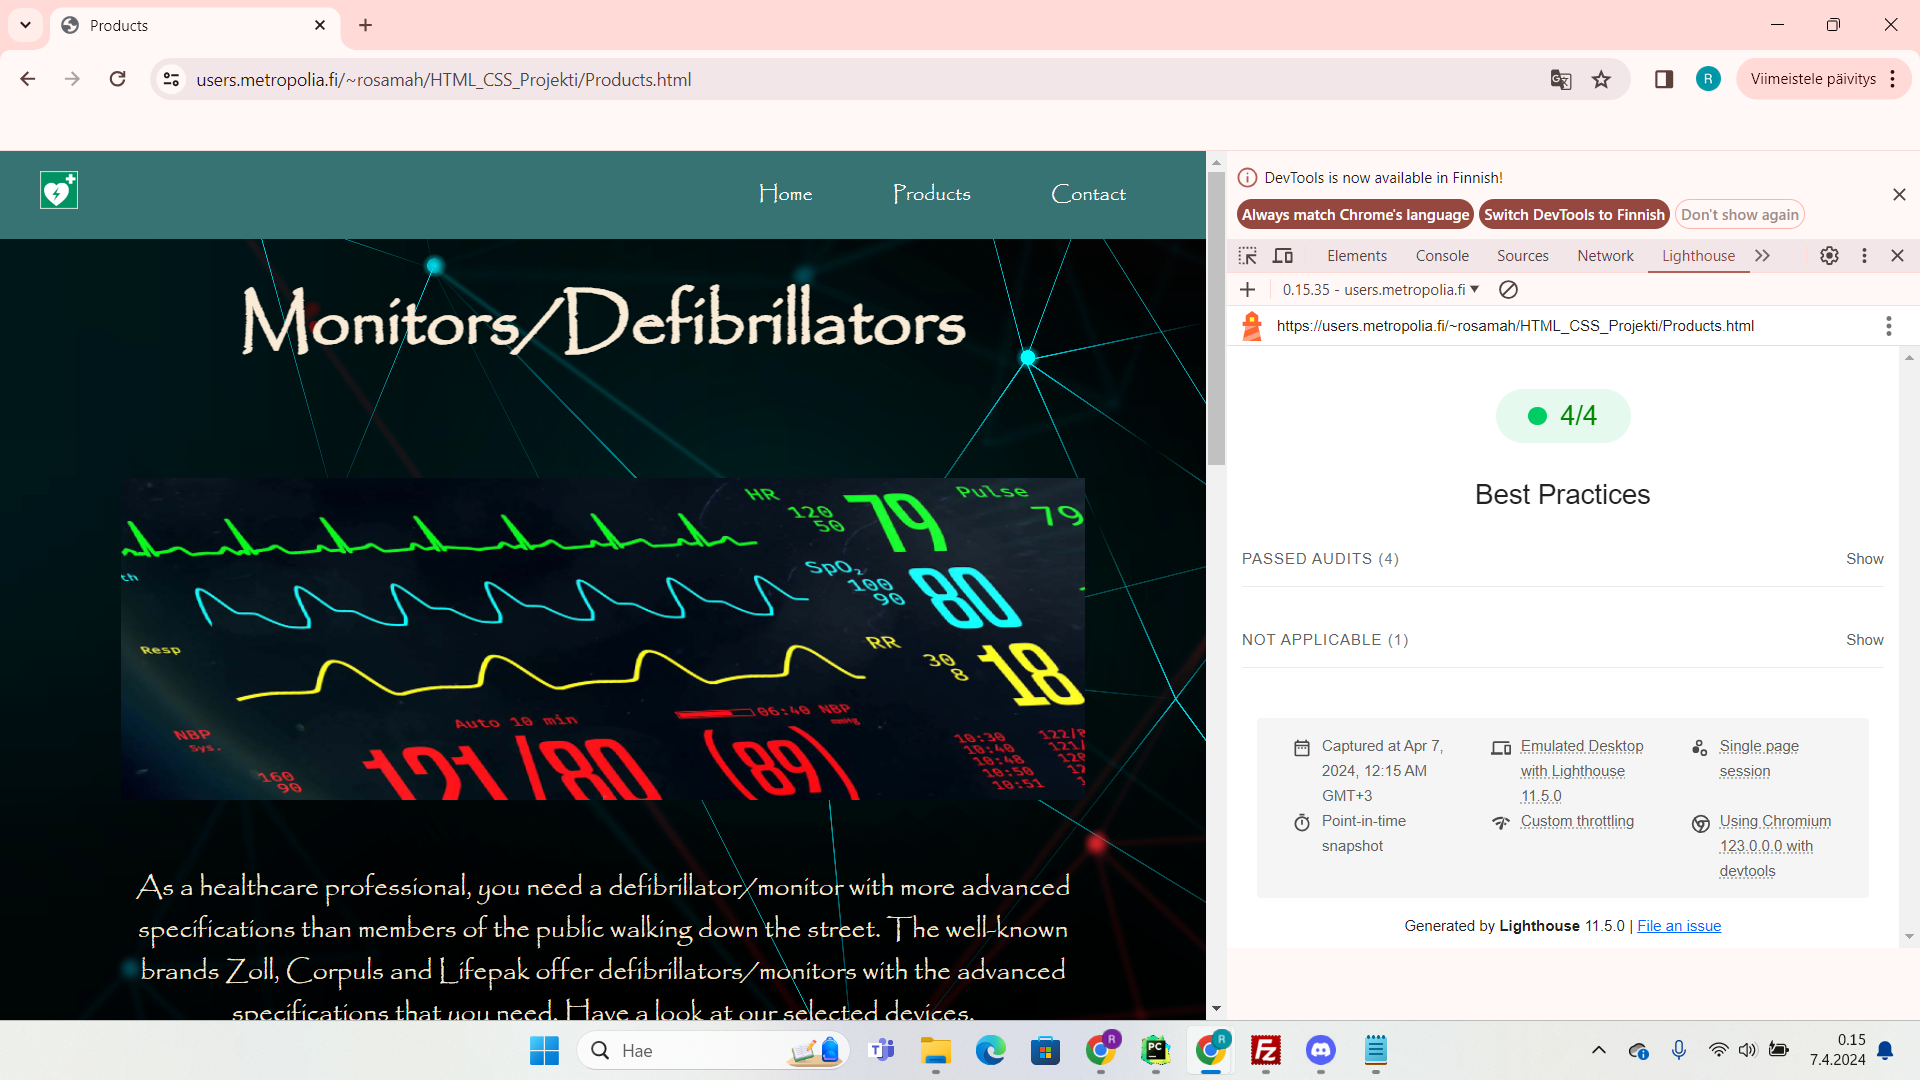 Products
users.metropolia.fi/~rosamah/HTML_CSS_Projekti/Products.html
R
Viimeistele päivitys
Home
Products
Contact
Monitors/Defibrillators
HR
120
50
79
Pulse
79
th
SpO₂
100
90
80
Resp
RR
30
8
18
Auto 10 min
06:40 NBP
mmHg
NBP
Sys.
160
90
121/80
(89)
10:30
10:40
10:48
10:50
10:51
122/8
121/
As a healthcare professional, you need a defibrillator/monitor with more advanced
specifications than members of the public walking down the street. The well-known
brands Zoll, Corpuls and Lifepak offer defibrillators/monitors with the advanced
specifications that you need. Have a look at our selected devices.
DevTools is now available in Finnish!
Always match Chrome's language
Switch DevTools to Finnish
Don't show again
Elements
Console
Sources
Network
Lighthouse
0.15.35 - users.metropolia.fi
https://users.metropolia.fi/~rosamah/HTML_CSS_Projekti/Products.html
4/4
Best Practices
PASSED AUDITS (4)
Show
NOT APPLICABLE (1)
Show
Captured at Apr 7,
2024, 12:15 AM
GMT+3
Emulated Desktop
with Lighthouse
11.5.0
Single page
session
Point-in-time
snapshot
Custom throttling
Using Chromium
123.0.0.0 with
devtools
Generated by Lighthouse 11.5.0 | File an issue
Hae
0.15
7.4.2024